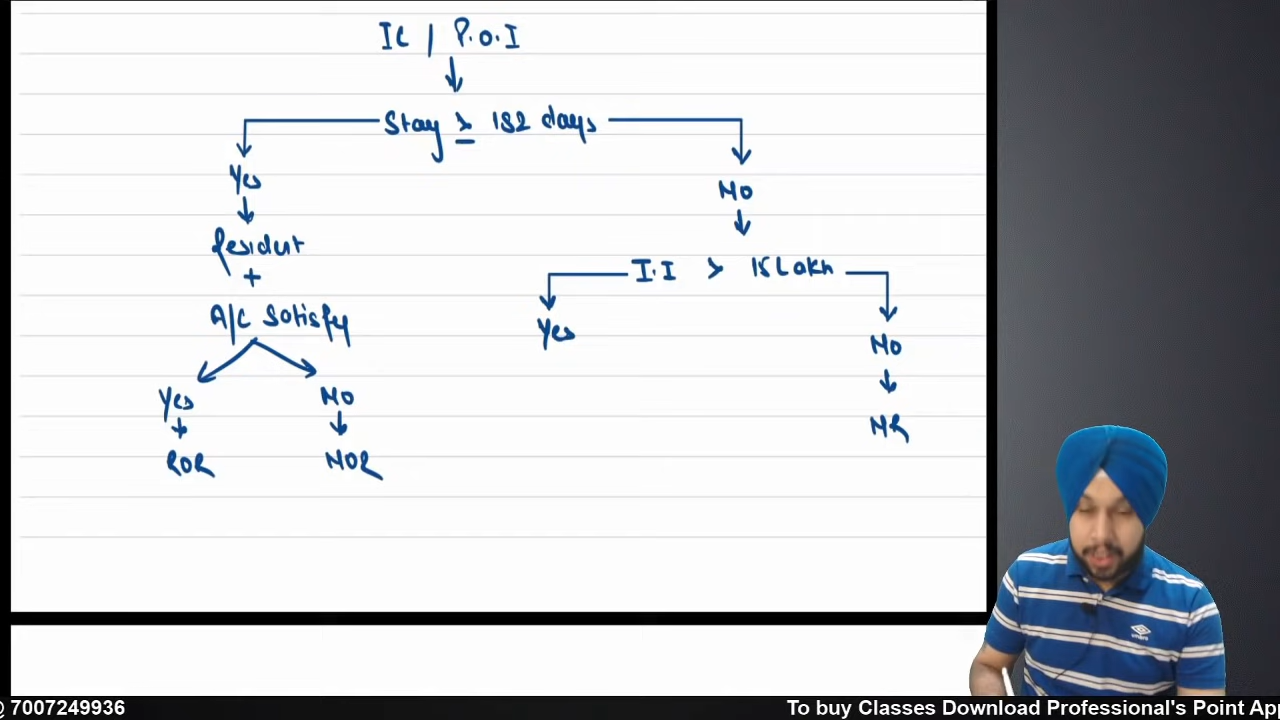 IC | P.O.I
Stay ≥ 182 days
Yes
No
Resident
+
I.I > 15 Lakh
A/C Satisfy
Yes
No
Yes
No
NR
ROR
NOR
umbro
@ 7007249936
To buy Classes Download Professional's Point Ap